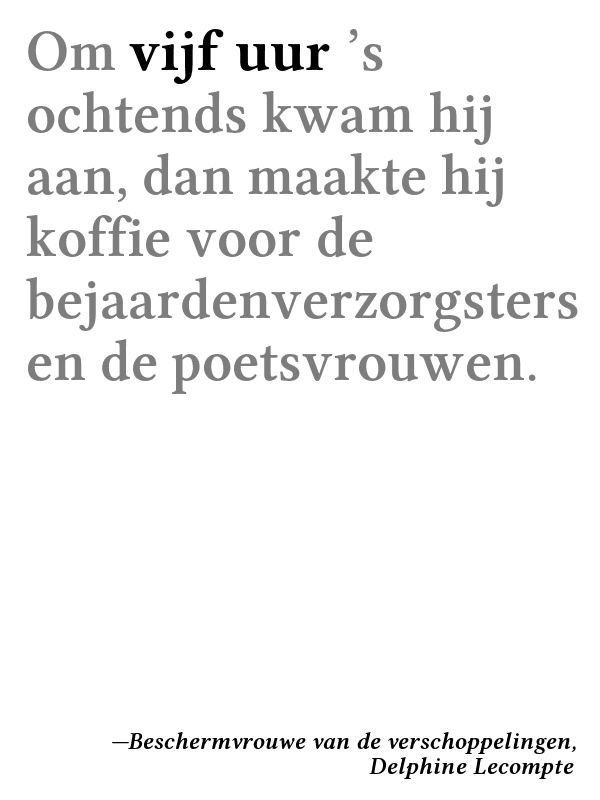 Om vijf uur ’s
ochtends kwam hij
aan, dan maakte hij
koffie voor de
bejaardenverzorgsters
en de poetsvrouwen.
—Beschermvrouwe van de verschoppelingen,
Delphine Lecompte